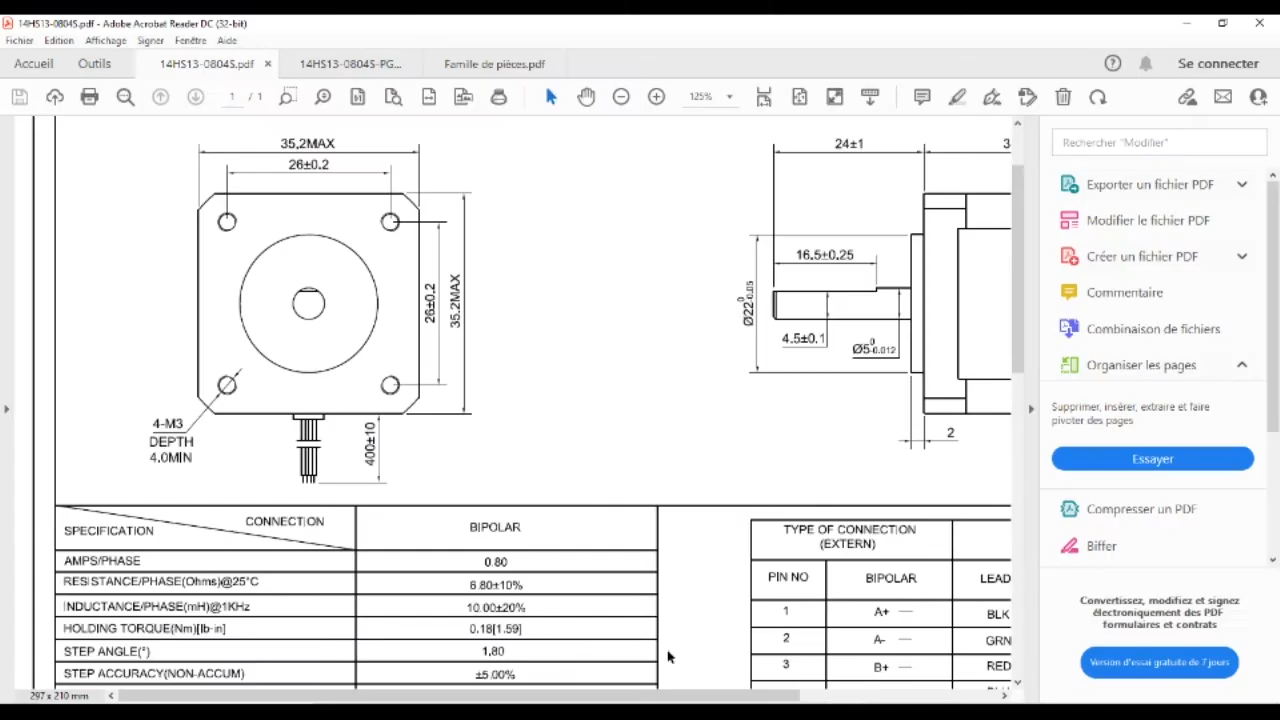 14HS13-0804S.pdf - Adobe Acrobat Reader DC (32-bit)
Fichier Edition Affichage Signer Fenêtre Aide
Accueil Outils 14HS13-0804S.pdf × 14HS13-0804S-PG... Famille de pièces.pdf Se connecter
1 / 1 125%
35,2MAX
26±0.2
26±0.2
35.2MAX
4-M3
DEPTH
4.0MIN
400±10
24±1
3
16.5±0.25
Ø22 0 -0.05
4.5±0.1
Ø5 0 -0.012
2
SPECIFICATION CONNECTION BIPOLAR
AMPS/PHASE 0.80
RESISTANCE/PHASE(Ohms)@25°C 6.80±10%
INDUCTANCE/PHASE(mH)@1KHz 10.00±20%
HOLDING TORQUE(Nm)[lb-in] 0.18[1.59]
STEP ANGLE(°) 1.80
STEP ACCURACY(NON-ACCUM) ±5.00%
TYPE OF CONNECTION
(EXTERN)
PIN NO BIPOLAR LEAD
1 A+ BLK
2 A- GRN
3 B+ RED
297 x 210 mm
Rechercher "Modifier"
Exporter un fichier PDF
Modifier le fichier PDF
Créer un fichier PDF
Commentaire
Combinaison de fichiers
Organiser les pages
Supprimer, insérer, extraire et faire
pivoter des pages
Essayer
Compresser un PDF
Biffer
Convertissez, modifiez et signez
électroniquement des PDF
formulaires et contrats
Version d'essai gratuite de 7 jours